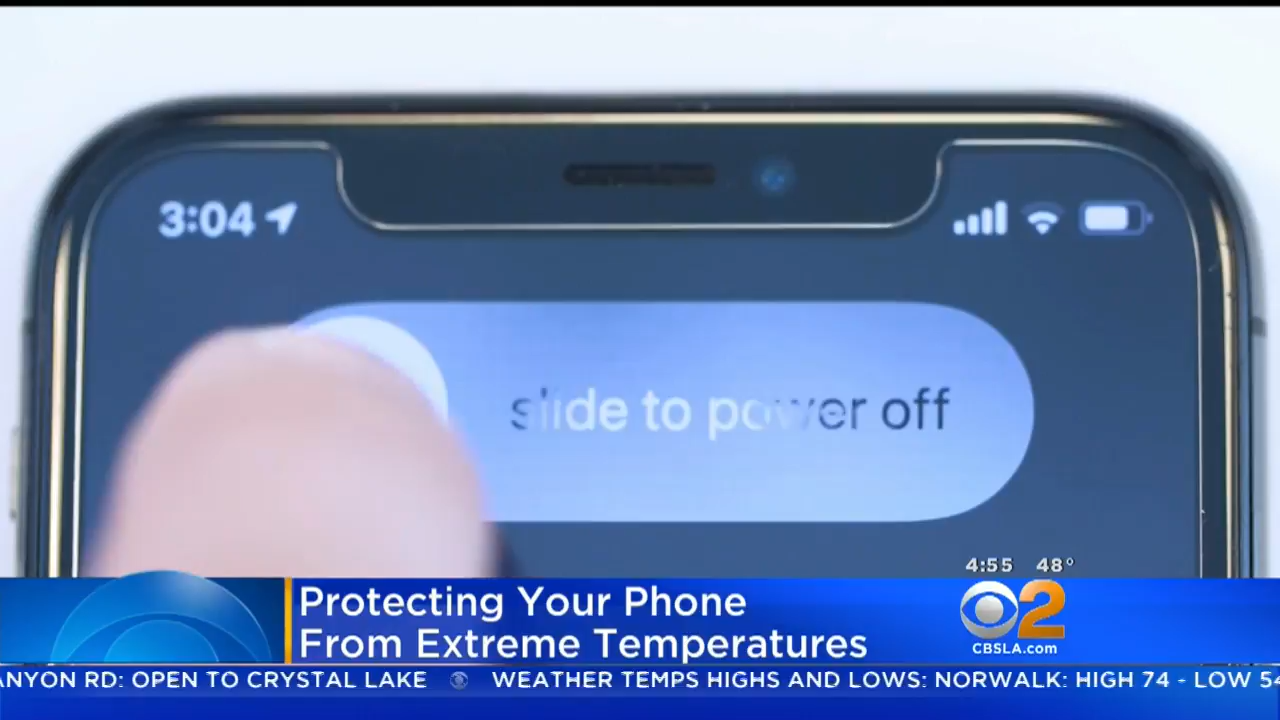 3:04
slide to power off
4:55 48°
Protecting Your Phone
From Extreme Temperatures
2
CBSLA.com
ANYON RD: OPEN TO CRYSTAL LAKE WEATHER TEMPS HIGHS AND LOWS: NORWALK: HIGH 74 - LOW 54